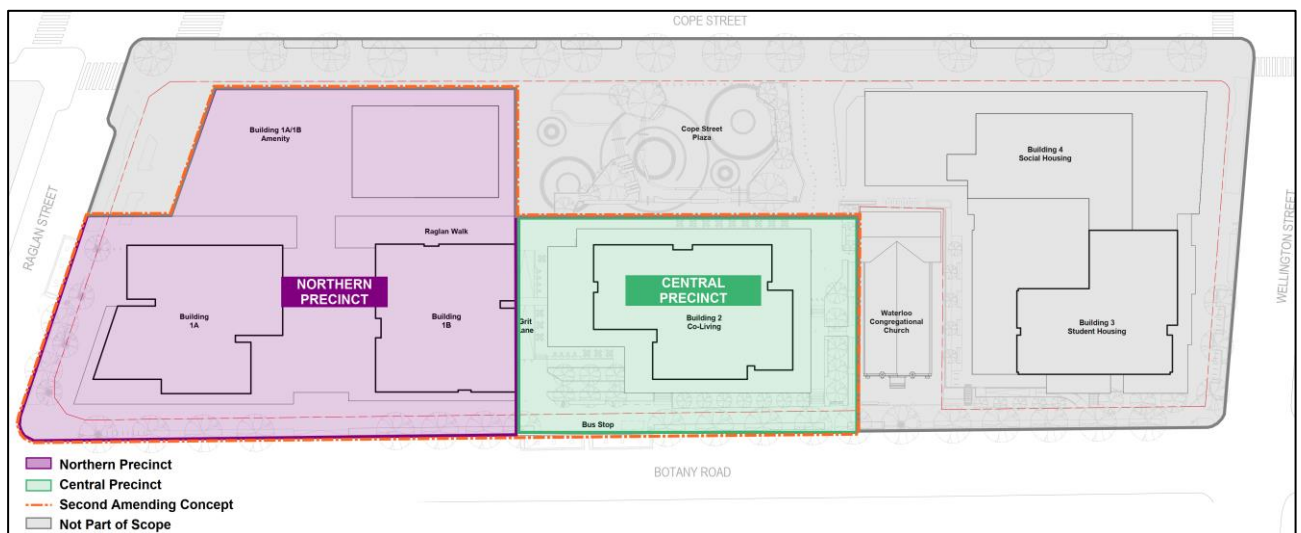 COPE STREET
Building 1A/1B
Amenity
Cope Street
Plaza
Building 4
Social Housing
RAGLAN STREET
WELLINGTON STREET
Raglan Walk
NORTHERN
PRECINCT
CENTRAL
PRECINCT
Building
1A
Building
1B
Grit
Lane
Building 2
Co-Living
Waterloo
Congregational
Church
Building 3
Student Housing
Bus Stop
BOTANY ROAD
Northern Precinct
Central Precinct
Second Amending Concept
Not Part of Scope